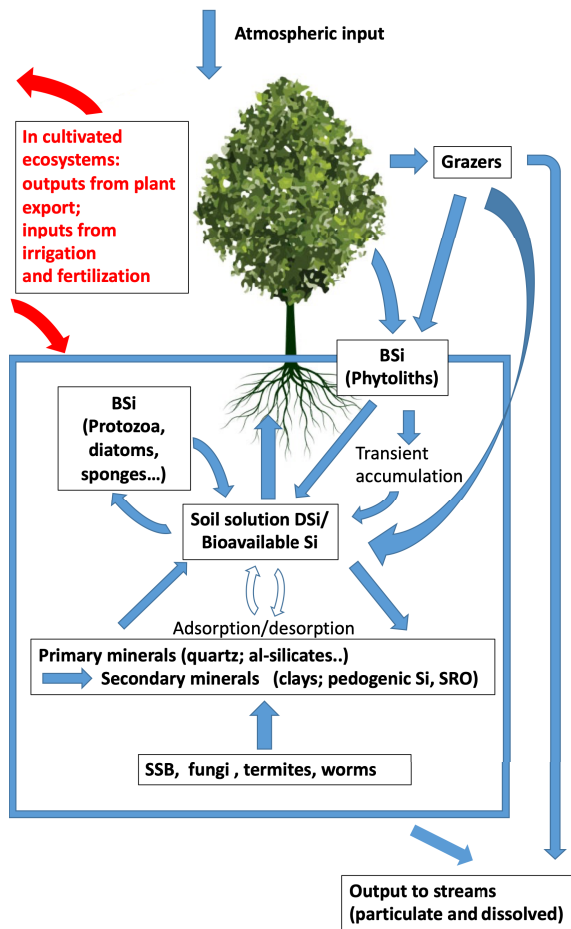 Atmospheric input
In cultivated
ecosystems:
outputs from plant
export;
inputs from
irrigation
and fertilization
Grazers
BSi
(Phytoliths)
BSi
(Protozoa,
diatoms,
sponges...)
Transient
accumulation
Soil solution DSi/
Bioavailable Si
Adsorption/desorption
Primary minerals (quartz; al-silicates..)
Secondary minerals (clays; pedogenic Si, SRO)
SSB, fungi , termites, worms
Output to streams
(particulate and dissolved)